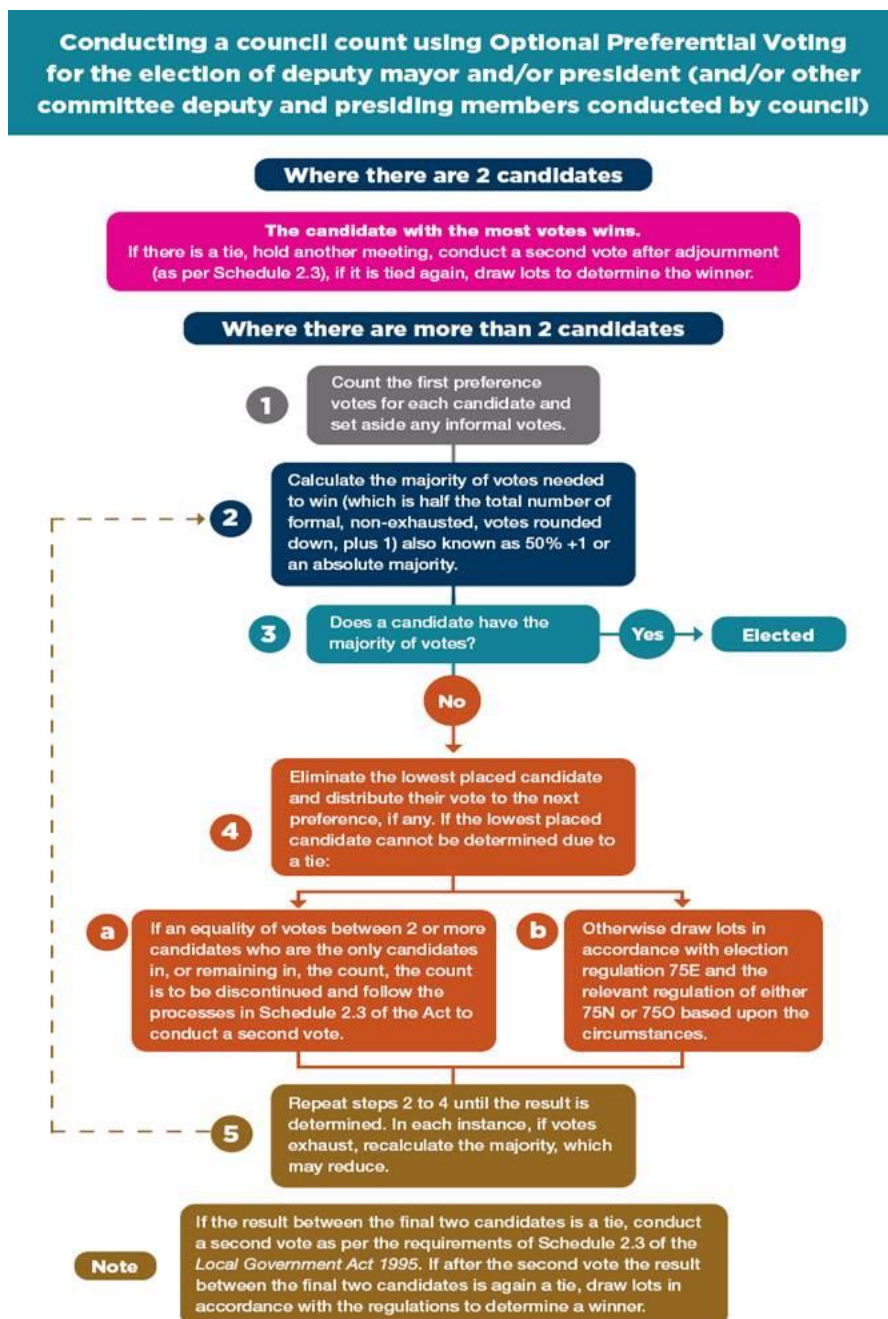 Conducting a council count using Optional Preferential Voting
for the election of deputy mayor and/or president (and/or other
committee deputy and presiding members conducted by council)
Where there are 2 candidates
The candidate with the most votes wins.
If there is a tie, hold another meeting, conduct a second vote after adjournment
(as per Schedule 2.3), if it is tied again, draw lots to determine the winner.
Where there are more than 2 candidates
1
Count the first preference
votes for each candidate and
set aside any informal votes.
2
Calculate the majority of votes needed
to win (which is half the total number of
formal, non-exhausted, votes rounded
down, plus 1) also known as 50% +1 or
an absolute majority.
3
Does a candidate have the
majority of votes?
Yes
Elected
No
4
Eliminate the lowest placed candidate
and distribute their vote to the next
preference, if any. If the lowest placed
candidate cannot be determined due to
a tie:
a
If an equality of votes between 2 or more
candidates who are the only candidates
in, or remaining in, the count, the count
is to be discontinued and follow the
processes in Schedule 2.3 of the Act to
conduct a second vote.
b
Otherwise draw lots in
accordance with election
regulation 75E and the
relevant regulation of either
75N or 75O based upon the
circumstances.
5
Repeat steps 2 to 4 until the result is
determined. In each instance, if votes
exhaust, recalculate the majority, which
may reduce.
Note
If the result between the final two candidates is a tie, conduct
a second vote as per the requirements of Schedule 2.3 of the
Local Government Act 1995. If after the second vote the result
between the final two candidates is again a tie, draw lots in
accordance with the regulations to determine a winner.